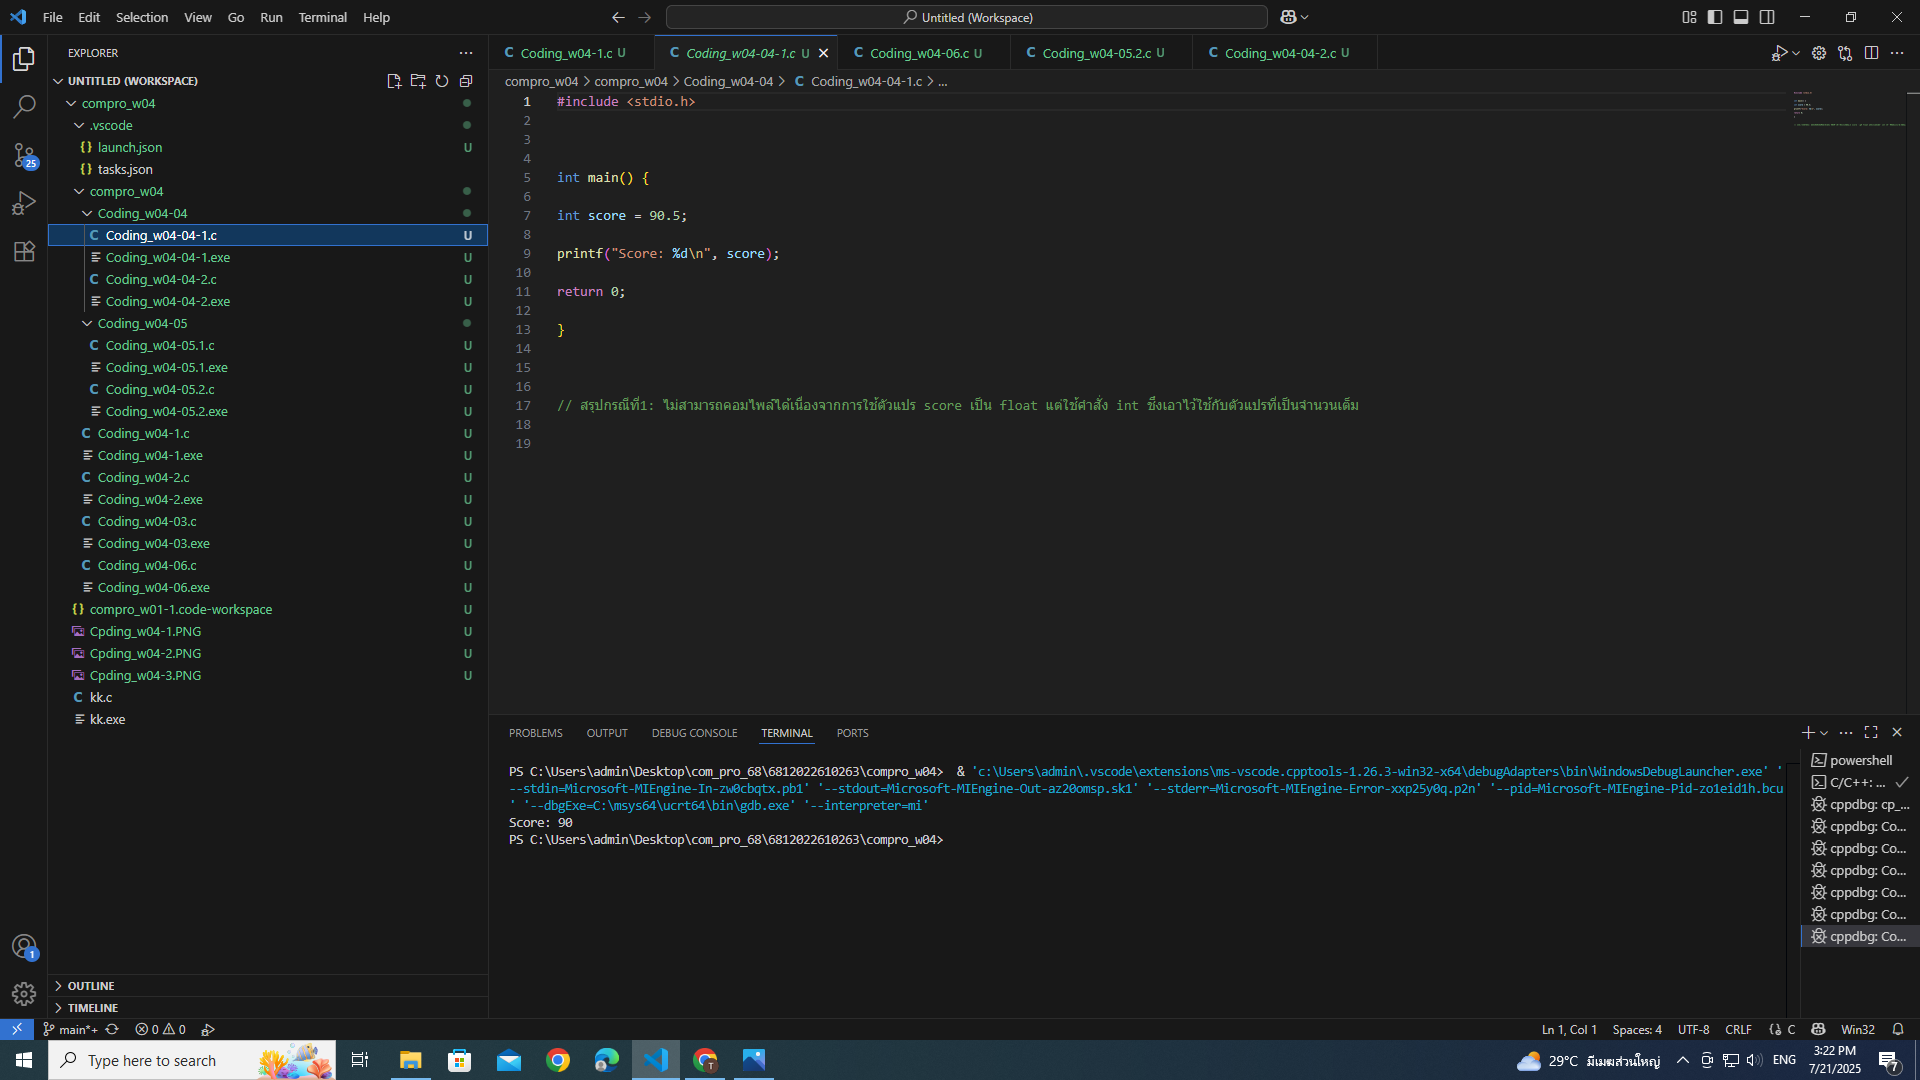 File Edit Selection View Go Run Terminal Help
Untitled (Workspace)
EXPLORER
UNTITLED (WORKSPACE)
compro_w04
.vscode
{} launch.json U
{} tasks.json
compro_w04
Coding_w04-04
C Coding_w04-04-1.c U
Coding_w04-04-1.exe U
C Coding_w04-04-2.c U
Coding_w04-04-2.exe U
Coding_w04-05
C Coding_w04-05.1.c U
Coding_w04-05.1.exe U
C Coding_w04-05.2.c U
Coding_w04-05.2.exe U
C Coding_w04-1.c U
Coding_w04-1.exe U
C Coding_w04-2.c U
Coding_w04-2.exe U
C Coding_w04-03.c U
Coding_w04-03.exe U
C Coding_w04-06.c U
Coding_w04-06.exe U
{} compro_w01-1.code-workspace U
Cpding_w04-1.PNG U
Cpding_w04-2.PNG U
Cpding_w04-3.PNG U
C kk.c
kk.exe
OUTLINE
TIMELINE
25
1
C Coding_w04-1.c U C Coding_w04-04-1.c U C Coding_w04-06.c U C Coding_w04-05.2.c U C Coding_w04-04-2.c U
compro_w04 > compro_w04 > Coding_w04-04 > C Coding_w04-04-1.c > ...
1 #include <stdio.h>
2
3
4
5 int main() {
6
7 int score = 90.5;
8
9 printf("Score: %d\n", score);
10
11 return 0;
12
13 }
14
15
16
17 // สรุปกรณีที่1: ไม่สามารถคอมไพล์ได้เนื่องจากการใช้ตัวแปร score เป็น float แต่ใช้คำสั่ง int ซึ่งเอาไว้ใช้กับตัวแปรที่เป็นจำนวนเต็ม
18
19
PROBLEMS OUTPUT DEBUG CONSOLE TERMINAL PORTS
PS C:\Users\admin\Desktop\com_pro_68\6812022610263\compro_w04> & 'c:\Users\admin\.vscode\extensions\ms-vscode.cpptools-1.26.3-win32-x64\debugAdapters\bin\WindowsDebugLauncher.exe' '
--stdin=Microsoft-MIEngine-In-zw0cbqtx.pb1' '--stdout=Microsoft-MIEngine-Out-az20omsp.sk1' '--stderr=Microsoft-MIEngine-Error-xxp25y0q.p2n' '--pid=Microsoft-MIEngine-Pid-zo1eid1h.bcu
' '--dbgExe=C:\msys64\ucrt64\bin\gdb.exe' '--interpreter=mi'
Score: 90
PS C:\Users\admin\Desktop\com_pro_68\6812022610263\compro_w04>
powershell
C/C++: ...
cppdbg: cp_...
cppdbg: Co...
cppdbg: Co...
cppdbg: Co...
cppdbg: Co...
cppdbg: Co...
cppdbg: Co...
main*+ 0 0 Ln 1, Col 1 Spaces: 4 UTF-8 CRLF {} C Win32
Type here to search 29°C มีเมฆส่วนใหญ่ ENG 3:22 PM
7/21/2025 7